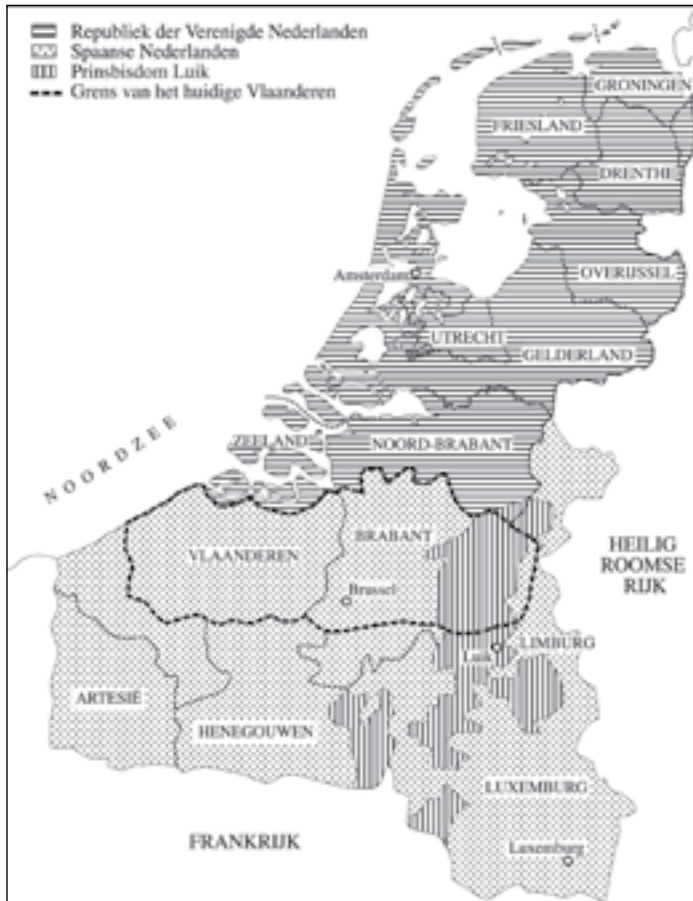 Republiek der Verenigde Nederlanden
Spaanse Nederlanden
Prinsbisdom Luik
Grens van het huidige Vlaanderen
GRONINGEN
FRIESLAND
DRENTHE
Amsterdam
OVERIJSSEL
UTRECHT
GELDERLAND
NOORDZEE
ZEELAND
NOORD-BRABANT
VLAANDEREN
BRABANT
HEILIG
ROOMSE
RIJK
Brussel
Luik
LIMBURG
ARTESIË
HENEGOUWEN
LUXEMBURG
FRANKRIJK
Luxemburg